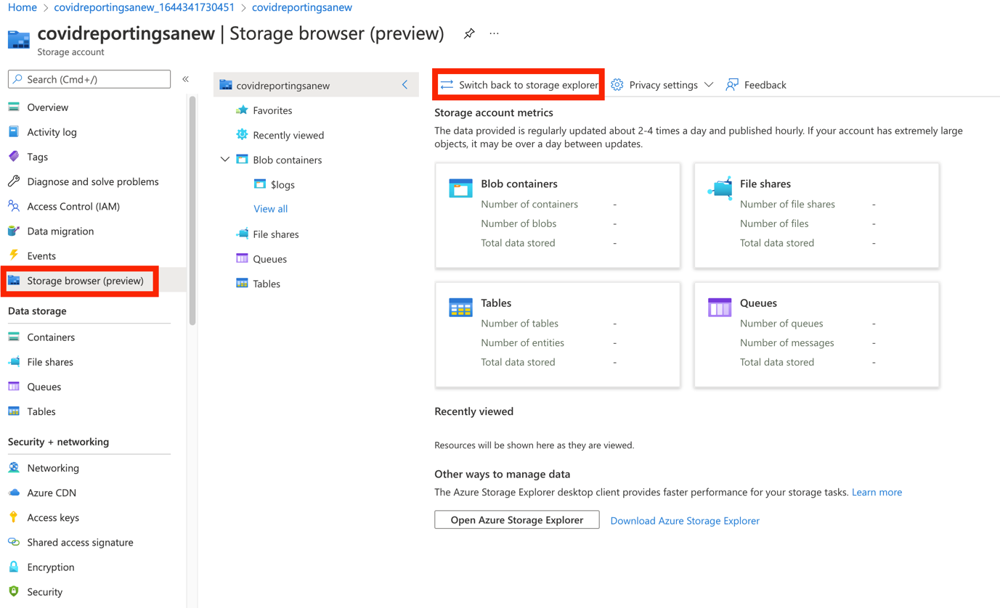 Home > covidreportingsanew_1644341730451 > covidreportingsanew
covidreportingsanew | Storage browser (preview) ...
Storage account
Search (Cmd+/) «
Overview
Activity log
Tags
Diagnose and solve problems
Access Control (IAM)
Data migration
Events
Storage browser (preview)
Data storage
Containers
File shares
Queues
Tables
Security + networking
Networking
Azure CDN
Access keys
Shared access signature
Encryption
Security
covidreportingsanew
Favorites
Recently viewed
Blob containers
$logs
View all
File shares
Queues
Tables
Switch back to storage explorer Privacy settings Feedback
Storage account metrics
The data provided is regularly updated about 2-4 times a day and published hourly. If your account has extremely large
objects, it may be over a day between updates.
Blob containers
Number of containers -
Number of blobs -
Total data stored -
File shares
Number of file shares -
Number of files -
Total data stored -
Tables
Number of tables -
Number of entities -
Total data stored -
Queues
Number of queues -
Number of messages -
Total data stored -
Recently viewed
Resources will be shown here as they are viewed.
Other ways to manage data
The Azure Storage Explorer desktop client provides faster performance for your storage tasks. Learn more
Open Azure Storage Explorer Download Azure Storage Explorer